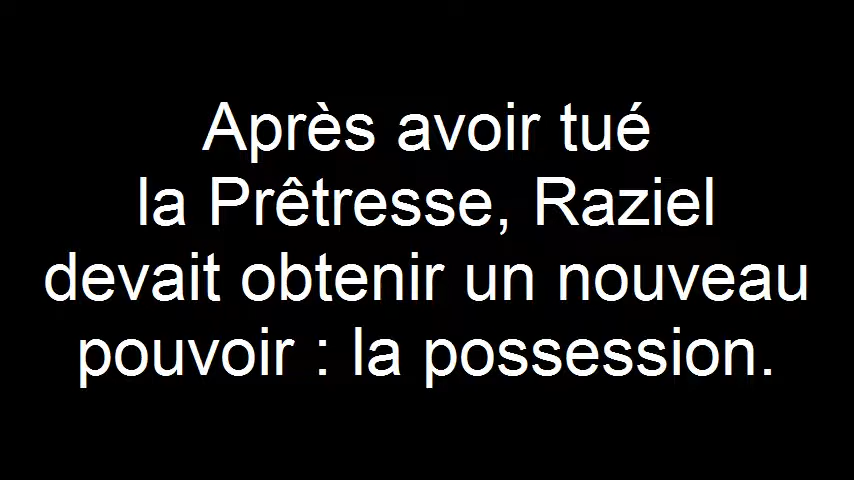 Après avoir tué
la Prêtresse, Raziel
devait obtenir un nouveau
pouvoir : la possession.